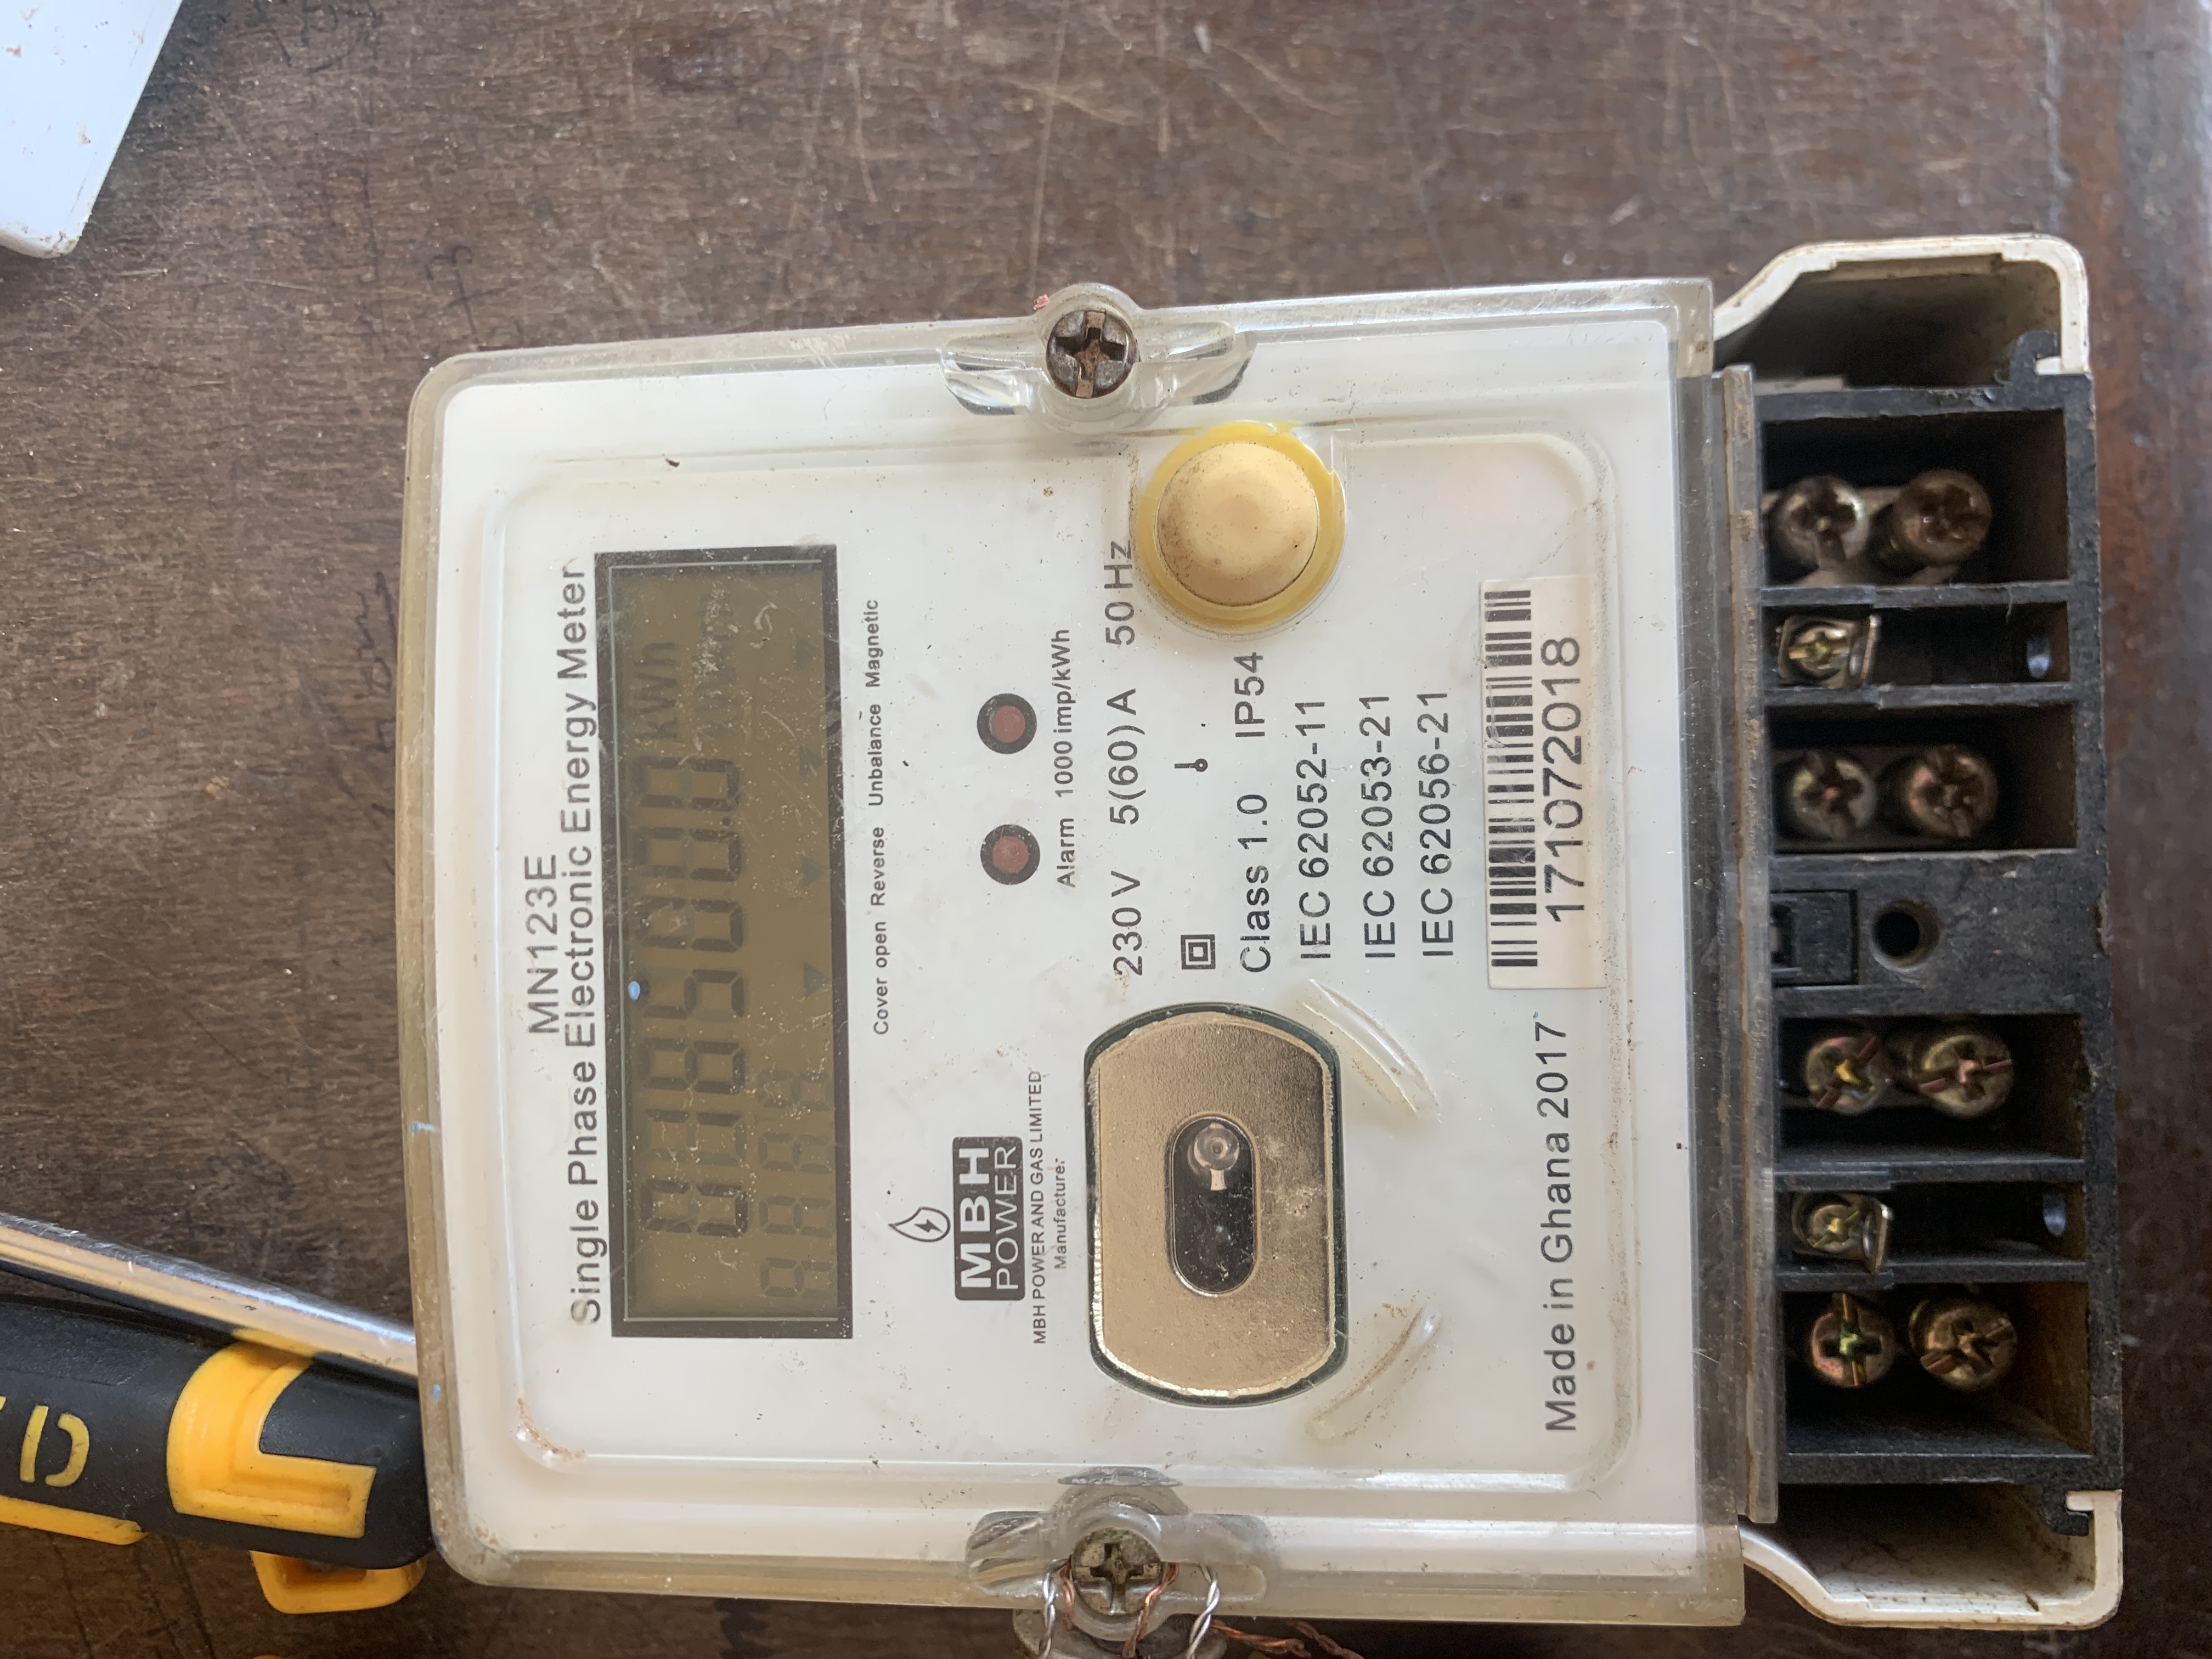 MN123E
Single Phase Electronic Energy Meter
kWh
Cover open Reverse Unbalance Magnetic
MBH
POWER
MBH POWER AND GAS LIMITED
Manufacturer
Alarm 1000 imp/kWh
230 V 5(60) A 50 Hz
Class 1.0 IP54
IEC 62052-11
IEC 62053-21
IEC 62056-21
Made in Ghana 2017
171072018